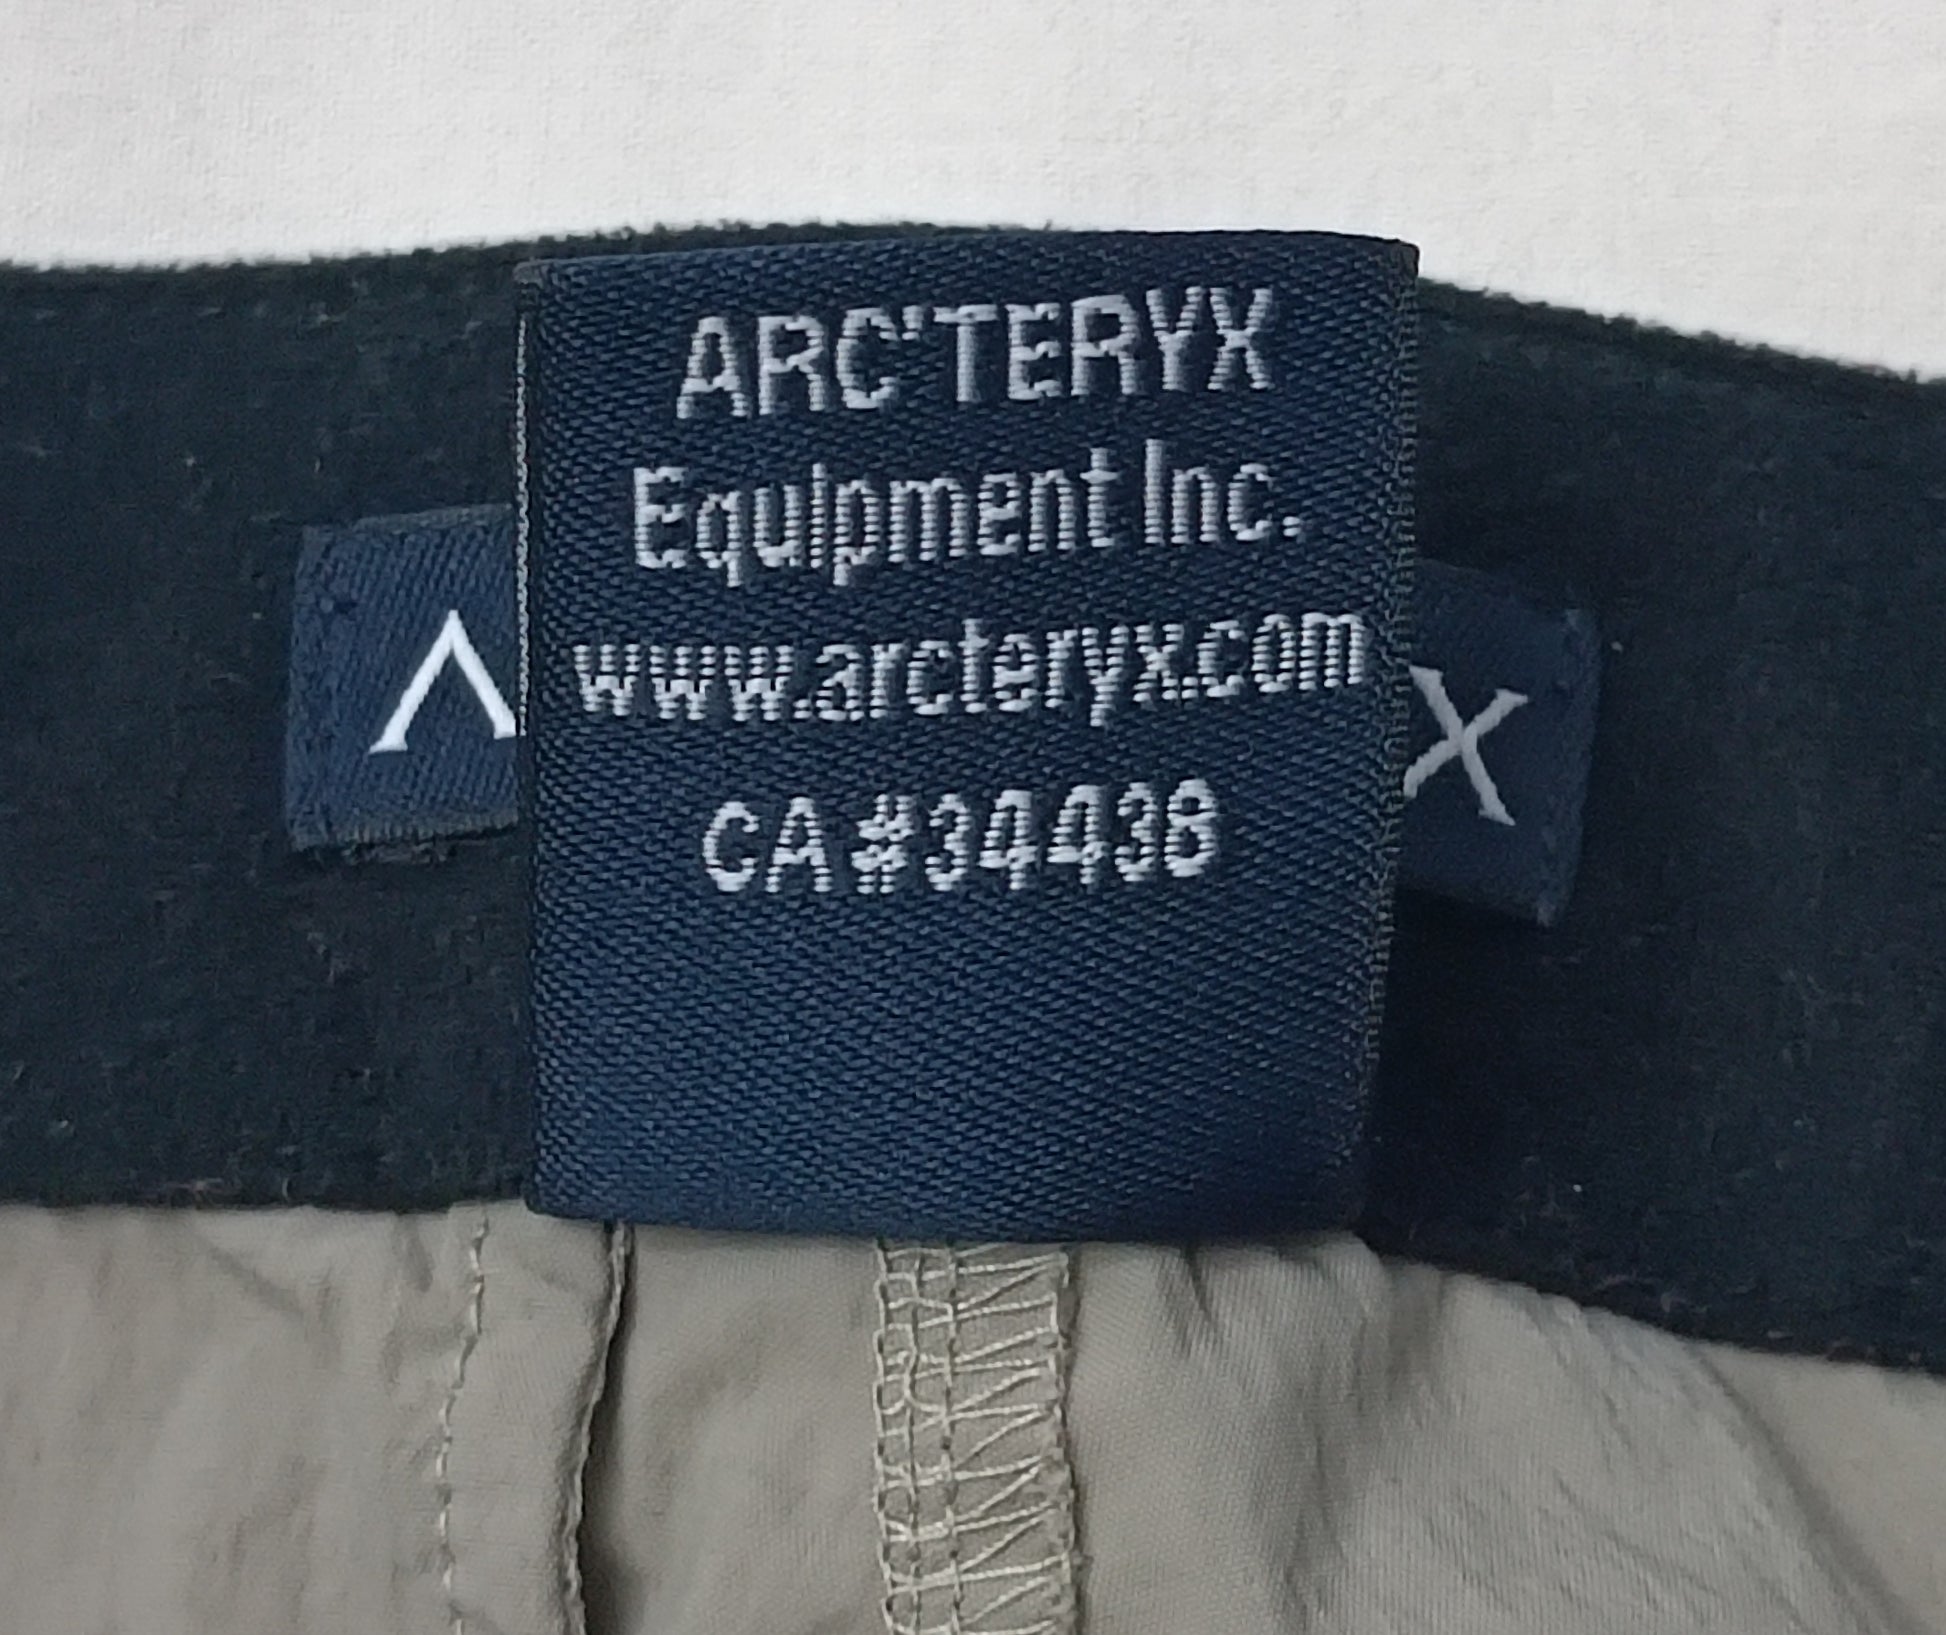 ARC'TERYX
Equipment Inc.
www.arcteryx.com
CA#34438
Λ X